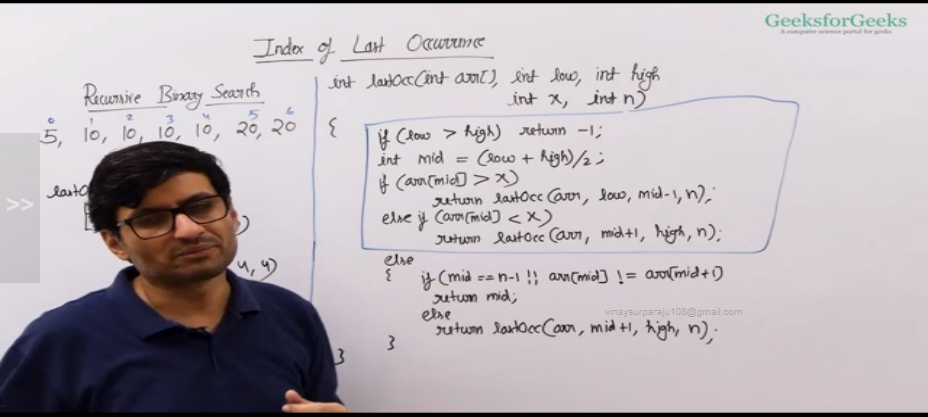 GeeksforGeeks
A computer science portal for geeks
Index of Last Occurrence
Recursive Binary Search
0 1 2 3 4 5 6
5, 10, 10, 10, 10, 20, 20
lastO
)
4, 4)
>>
int lastOcc(int arr[], int low, int high
int x, int n)
{
if (low > high) return -1;
int mid = (low + high)/2;
if (arr[mid] > x)
return lastOcc(arr, low, mid-1, n);
else if (arr[mid] < x)
return lastOcc(arr, mid+1, high, n);
else
{ if (mid == n-1 || arr[mid] != arr[mid+1)
return mid;
vinaysurparaju108@gmail.com
else
return lastOcc(arr, mid+1, high, n);
}
}